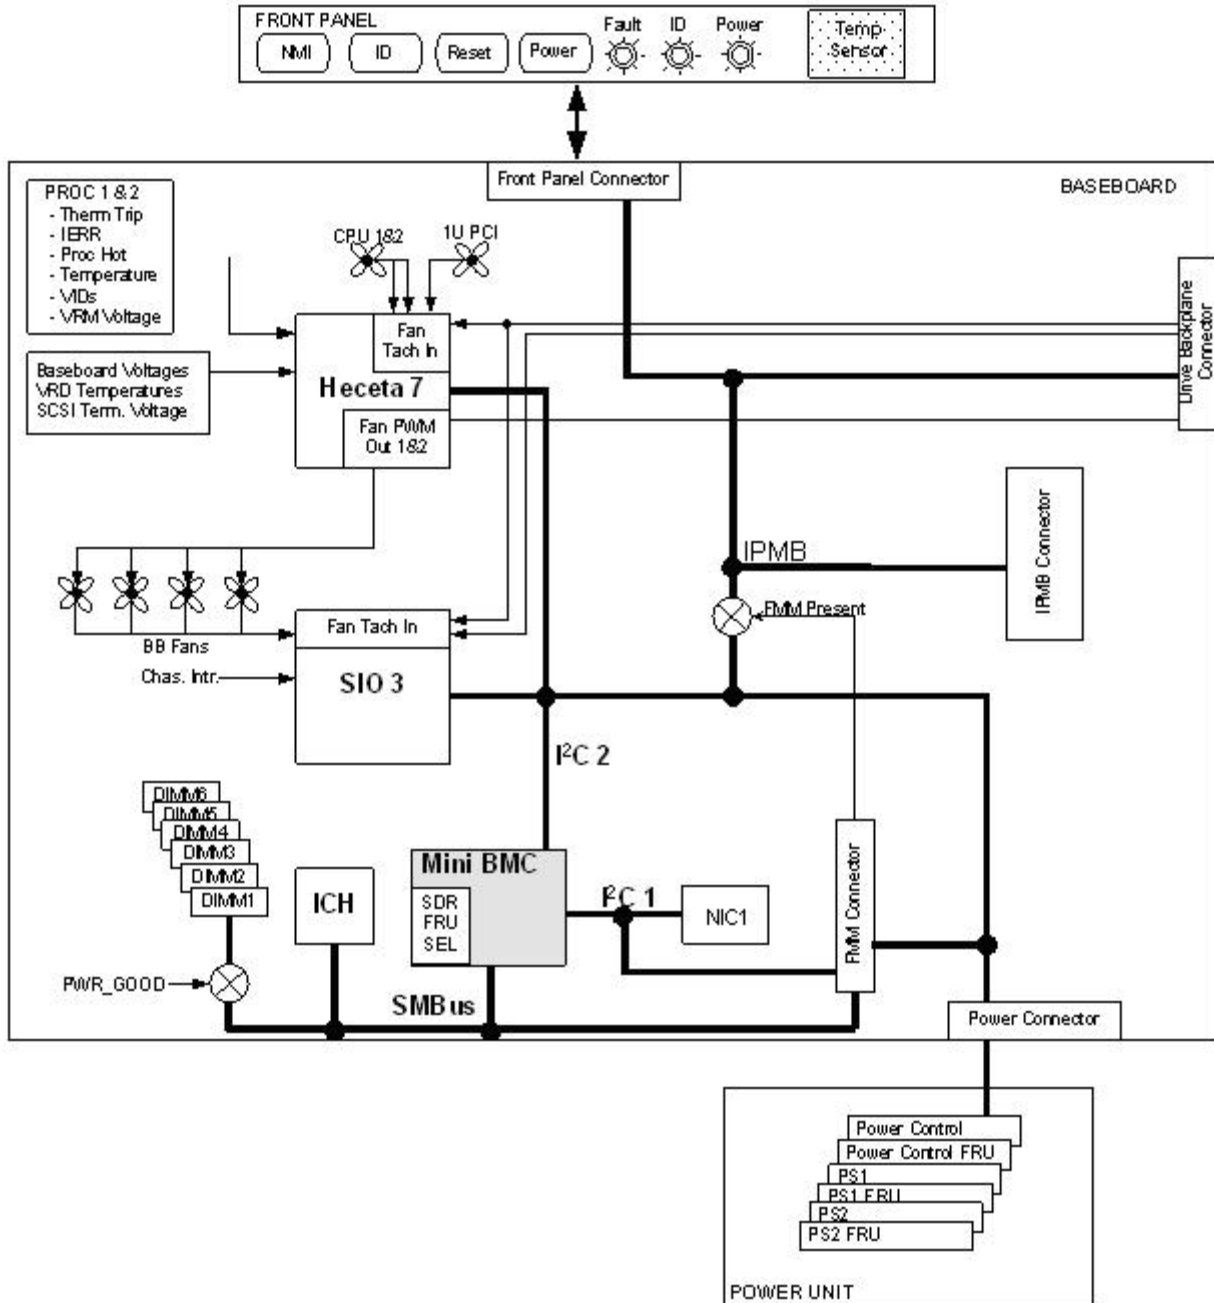 FRONT PANEL
NMI
ID
Reset
Power
Fault
ID
Power
Temp
Sensor
Front Panel Connector
BASEBOARD
PROC 1 & 2
- Therm Trip
- IERR
- Proc Hot
- Temperature
- VIDs
- VRM Voltage
CPU 1&2
1U PCI
Fan
Tach In
Heceta 7
Fan PWM
Out 1&2
Baseboard Voltages
VRD Temperatures
SCSI Term. Voltage
Drive Backplane
Connector
IPMB
IPMB Connector
FMM Present
BB Fans
Chas. Intr.
Fan Tach In
SIO 3
I²C 2
DIMM6
DIMM5
DIMM4
DIMM3
DIMM2
DIMM1
PWR_GOOD
ICH
Mini BMC
SDR
FRU
SEL
I²C 1
NIC1
FMM Connector
SMBus
Power Connector
Power Control
Power Control FRU
PS1
PS1 FRU
PS2
PS2 FRU
POWER UNIT